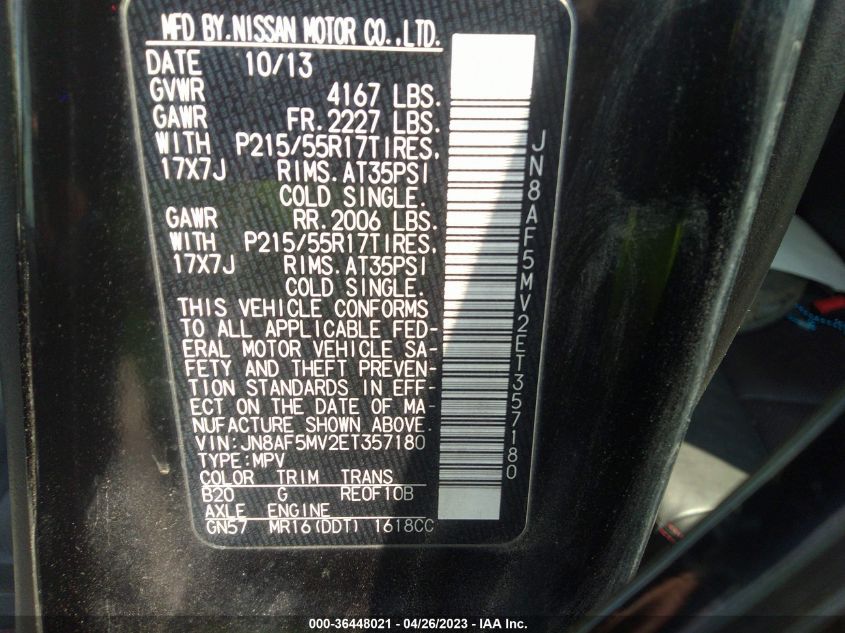 MFD BY.NISSAN MOTOR CO.,LTD.
DATE 10/13
GVWR 4167 LBS.
GAWR FR.2227 LBS.
WITH P215/55R17TIRES,
17X7J RIMS.AT35PSI
COLD SINGLE.
GAWR RR.2006 LBS.
WITH P215/55R17TIRES,
17X7J RIMS.AT35PSI
COLD SINGLE.
THIS VEHICLE CONFORMS
TO ALL APPLICABLE FED-
ERAL MOTOR VEHICLE SA-
FETY AND THEFT PREVEN-
TION STANDARDS IN EFF-
ECT ON THE DATE OF MA-
NUFACTURE SHOWN ABOVE.
VIN:JN8AF5MV2ET357180
TYPE:MPV
COLOR TRIM TRANS
B20 G REOF10B
AXLE ENGINE
GN57 MR16(DDT) 1618CC
JN8AF5MV2ET357180
000-36448021 - 04/26/2023 - IAA Inc.